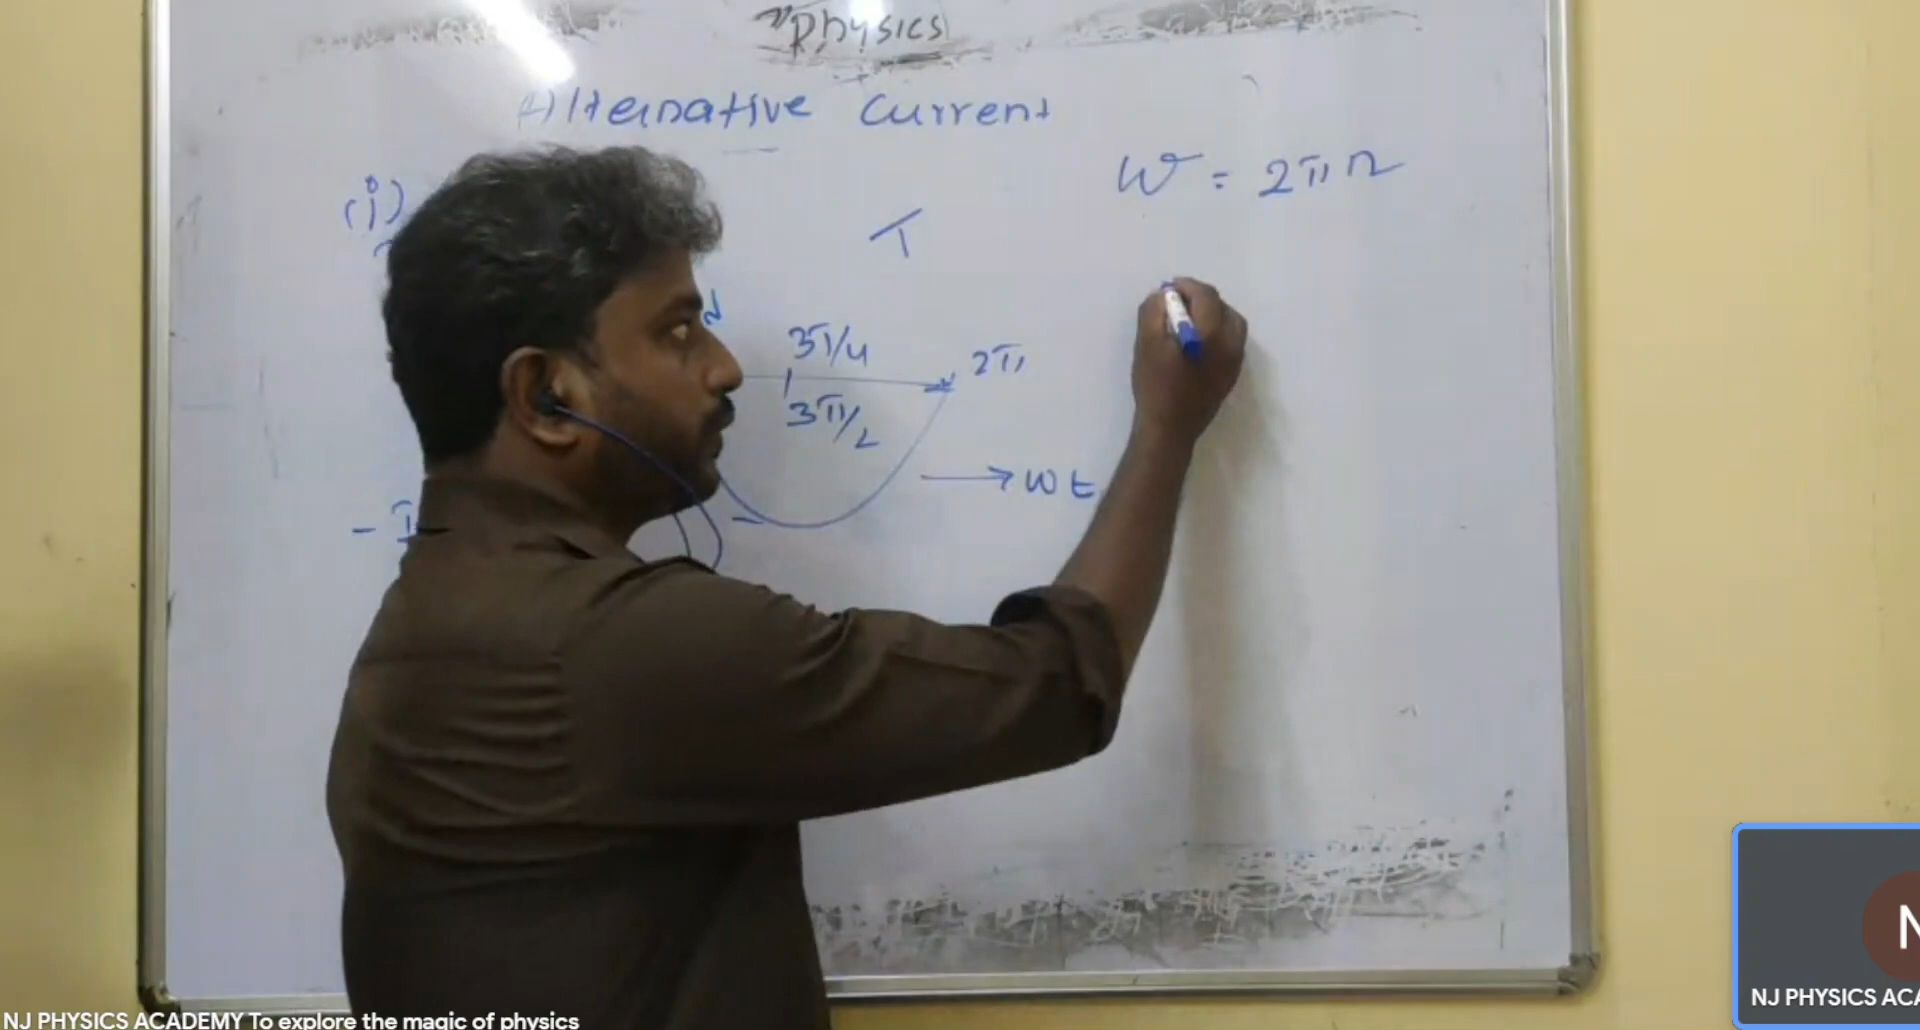 Physics
Alternative Current
(i)
ω = 2πn
T
3π/4
2π
3π/2
→ ωt
- I
NJ PHYSICS ACADEMY To explore the magic of physics
N
NJ PHYSICS ACA